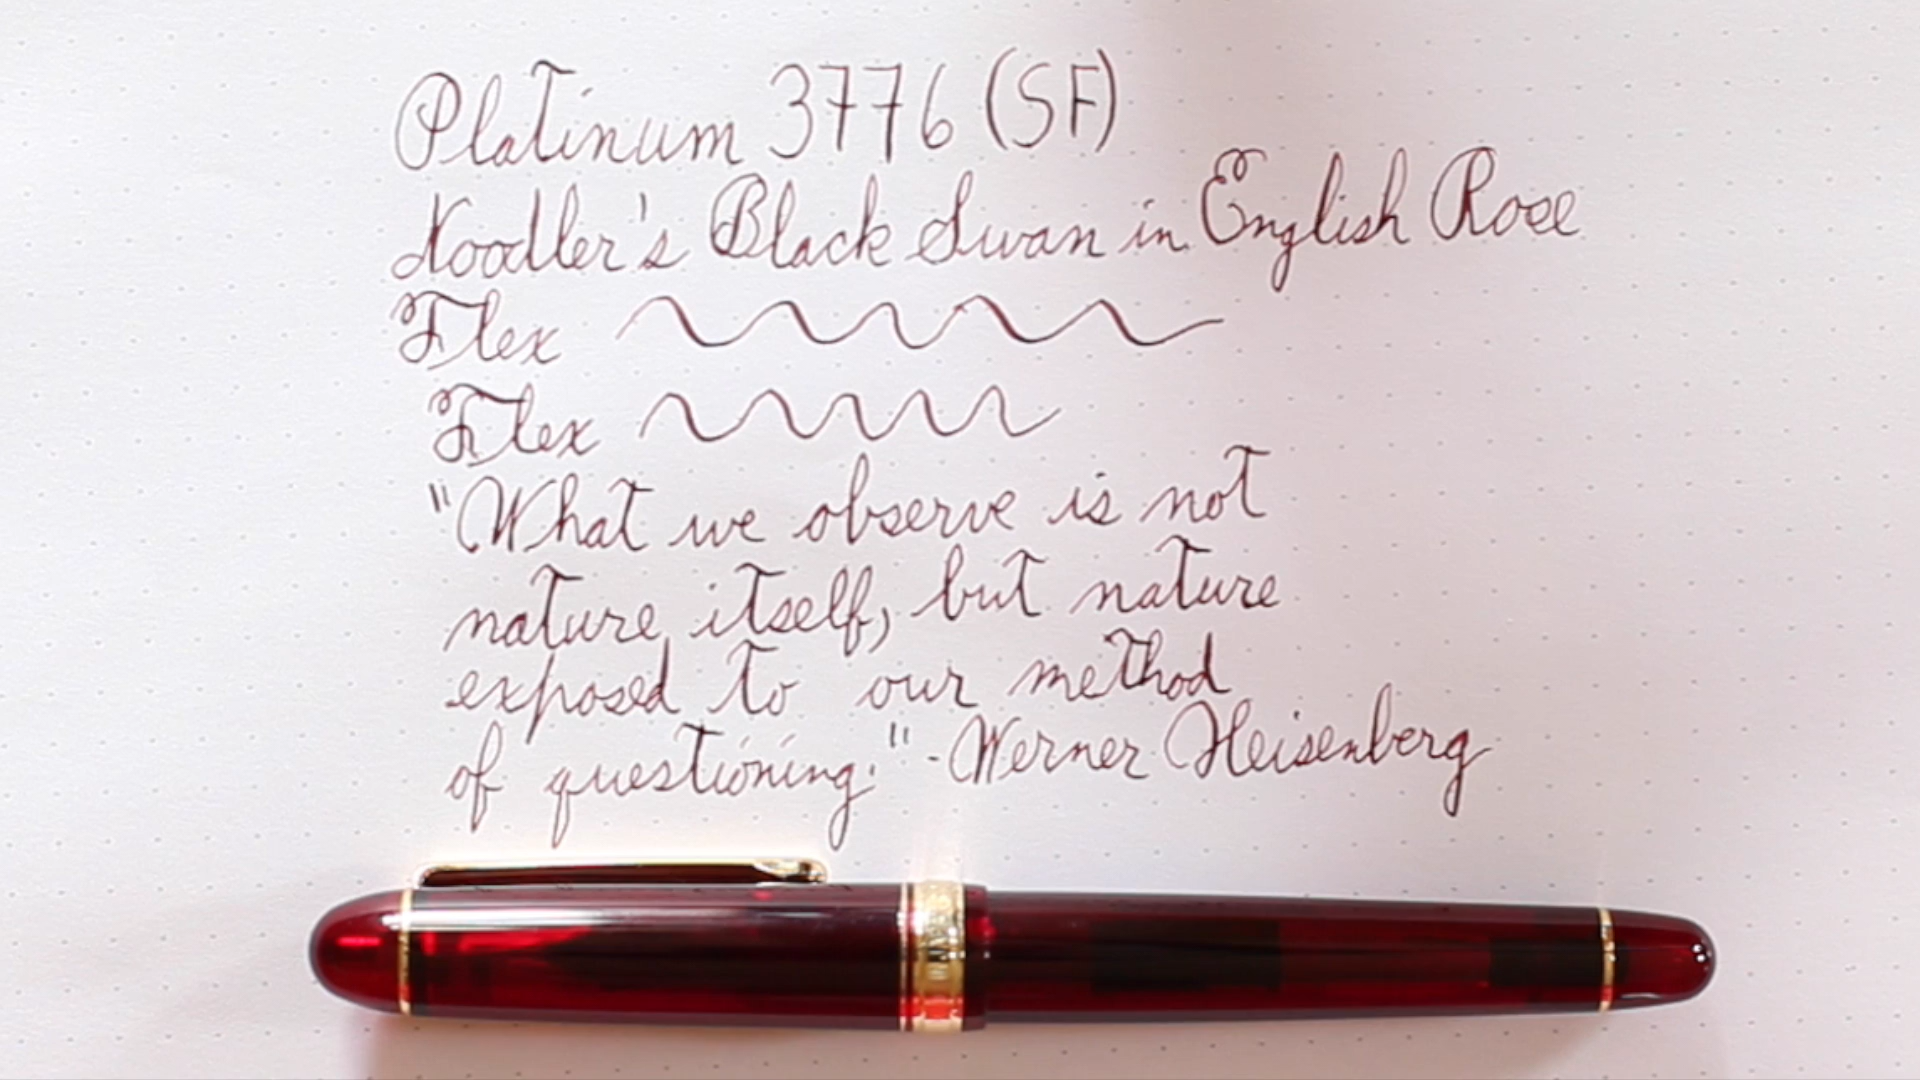 Platinum 3776 (SF)
Noodler's Black Swan in English Rose
Flex
Flex
"What we observe is not
nature itself, but nature
exposed to our method
of questioning." - Werner Heisenberg